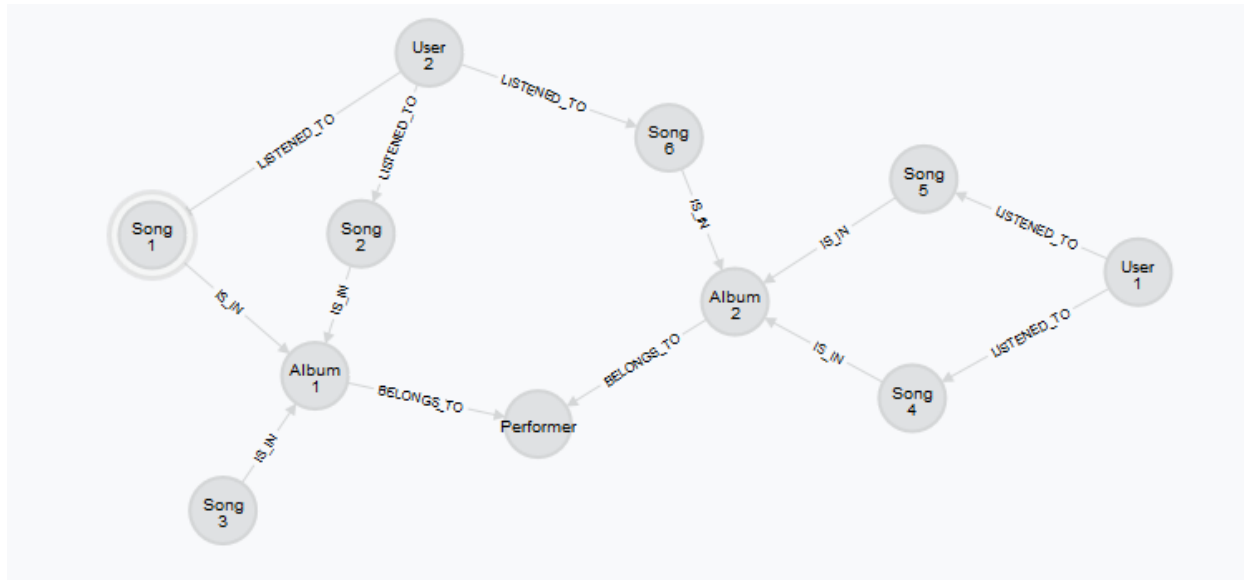 User
2
LISTENED_TO
LISTENED_TO
LISTENED_TO
Song
6
Song
5
Song
1
Song
2
IS_IN
LISTENED_TO
IS_IN
User
1
IS_IN
IS_IN
Album
2
LISTENED_TO
IS_IN
Album
1
BELONGS_TO
BELONGS_TO
Song
4
Performer
IS_IN
Song
3